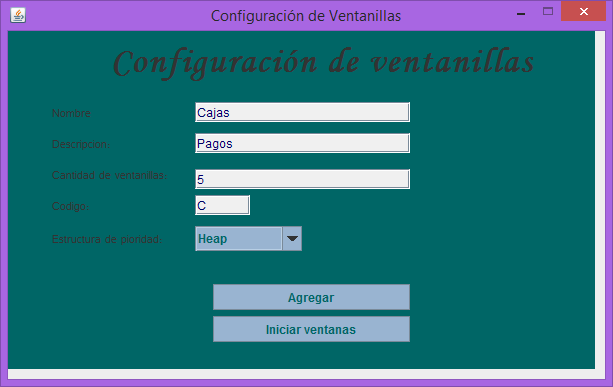 Configuración de Ventanillas
Configuración de ventanillas
Nombre: Cajas
Descripcion: Pagos
Cantidad de ventanillas: 5
Codigo: C
Estructura de pioridad: Heap
Agregar
Iniciar ventanas